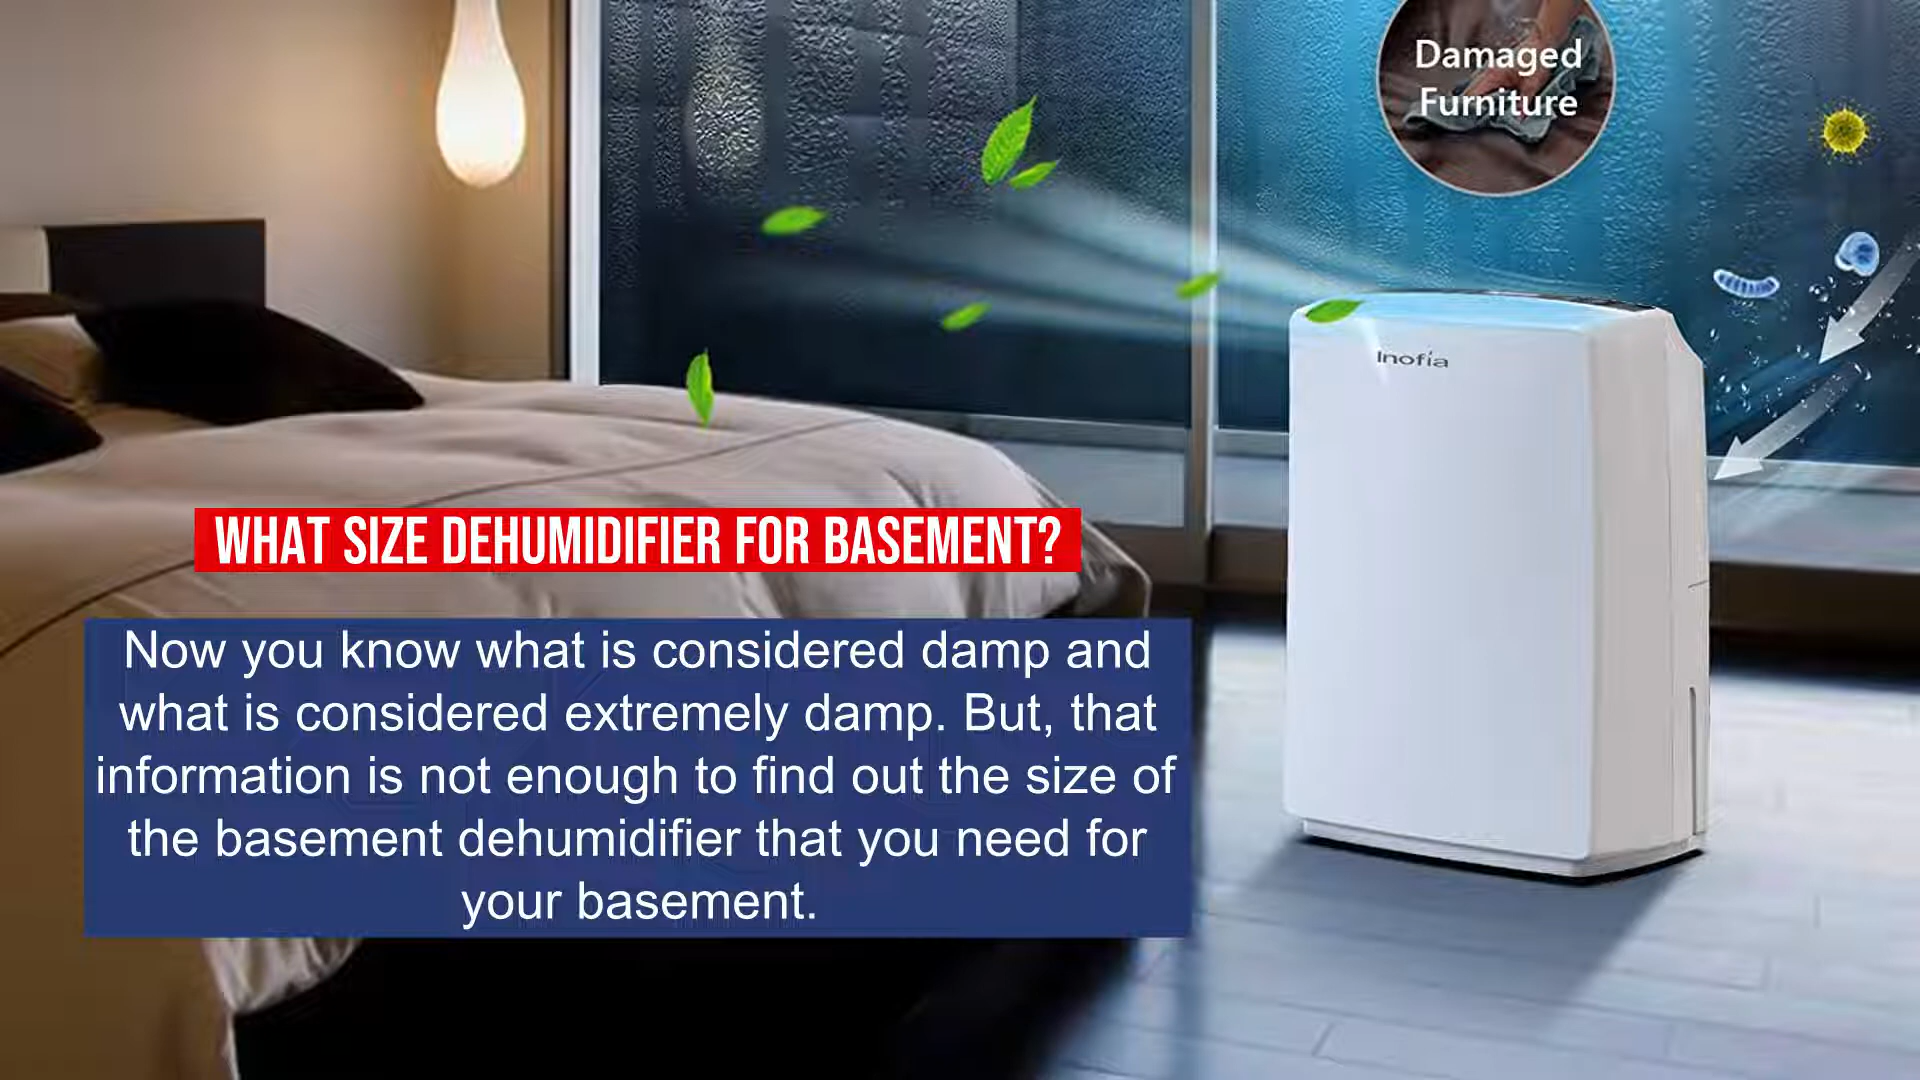 Damaged
Furniture
Inofia
WHAT SIZE DEHUMIDIFIER FOR BASEMENT?
Now you know what is considered damp and
what is considered extremely damp. But, that
information is not enough to find out the size of
the basement dehumidifier that you need for
your basement.